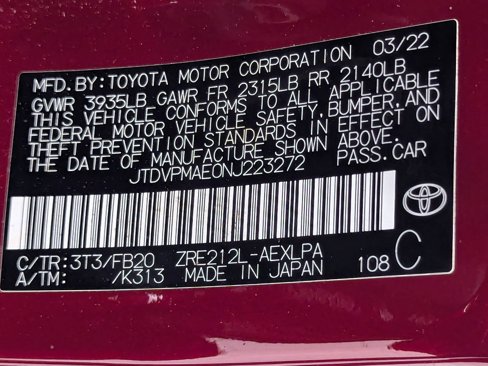 03/22
MFD. BY: TOYOTA MOTOR CORPORATION
GVWR 3935LB GAWR FR 2315LB RR 2140LB
THIS VEHICLE CONFORMS TO ALL APPLICABLE
FEDERAL MOTOR VEHICLE SAFETY, BUMPER, AND
THEFT PREVENTION STANDARDS IN EFFECT ON
THE DATE OF MANUFACTURE SHOWN ABOVE.
JTDVPMAE0NJ223272 PASS. CAR
C/TR: 3T3/FB20 ZRE212L-AEXLPA
A/TM: /K313 MADE IN JAPAN 108 C